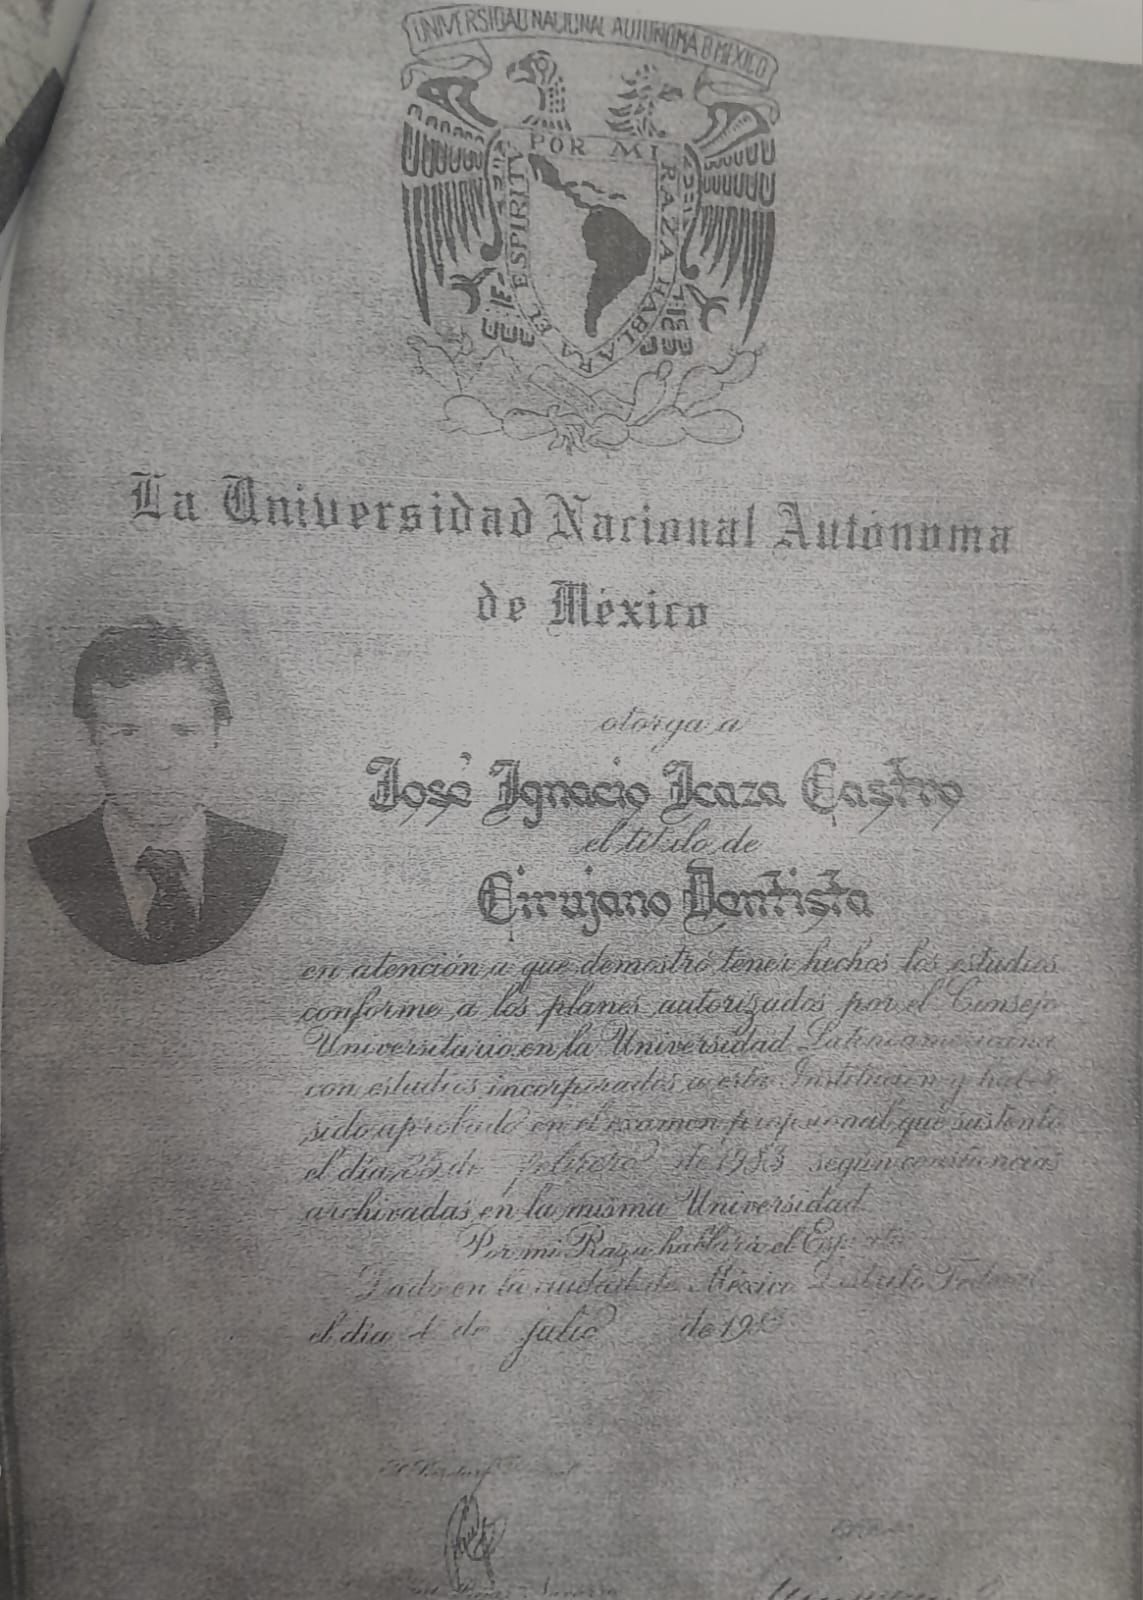 UNIVERSIDAD NACIONAL AUTONOMA D MEXICO
POR MI RAZA HABLARA EL ESPIRITU
La Universidad Nacional Autónoma
de México
otorga a
José Ignacio Icaza Castro
el título de
Cirujano Dentista
en atención a que demostró tener hechos los estudios
conforme a los planes autorizados por el Consejo
Universitario en la Universidad Latinoamericana
con estudios incorporados a esta Institución y haber
sido aprobado en el examen profesional que sustentó
el día 25 de febrero de 1983 según constancias
archivadas en la misma Universidad.
Por mi Raza hablará el Espíritu
Dado en la ciudad de México Distrito Federal
el día 4 de julio de